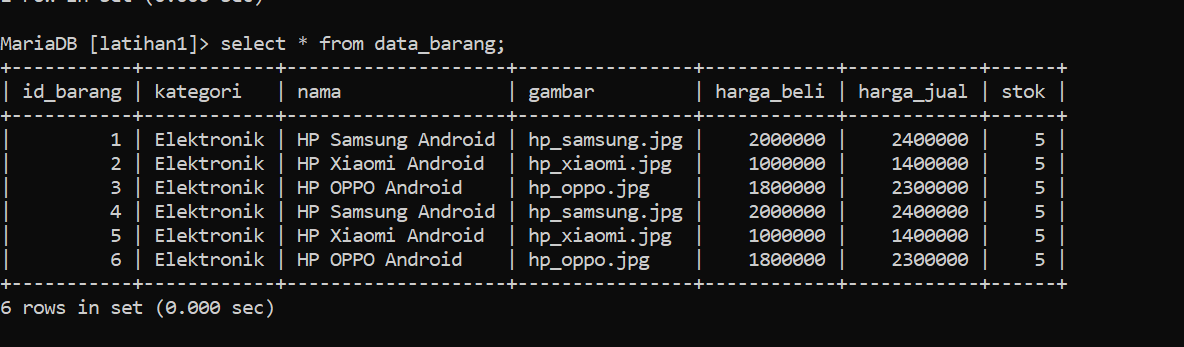 1 row in set (0.000 sec)
MariaDB [latihan1]> select * from data_barang;
+-----------+------------+--------------------+----------------+------------+------------+------+
| id_barang | kategori   | nama               | gambar         | harga_beli | harga_jual | stok |
+-----------+------------+--------------------+----------------+------------+------------+------+
|         1 | Elektronik | HP Samsung Android | hp_samsung.jpg |    2000000 |    2400000 |    5 |
|         2 | Elektronik | HP Xiaomi Android  | hp_xiaomi.jpg  |    1000000 |    1400000 |    5 |
|         3 | Elektronik | HP OPPO Android    | hp_oppo.jpg    |    1800000 |    2300000 |    5 |
|         4 | Elektronik | HP Samsung Android | hp_samsung.jpg |    2000000 |    2400000 |    5 |
|         5 | Elektronik | HP Xiaomi Android  | hp_xiaomi.jpg  |    1000000 |    1400000 |    5 |
|         6 | Elektronik | HP OPPO Android    | hp_oppo.jpg    |    1800000 |    2300000 |    5 |
+-----------+------------+--------------------+----------------+------------+------------+------+
6 rows in set (0.000 sec)